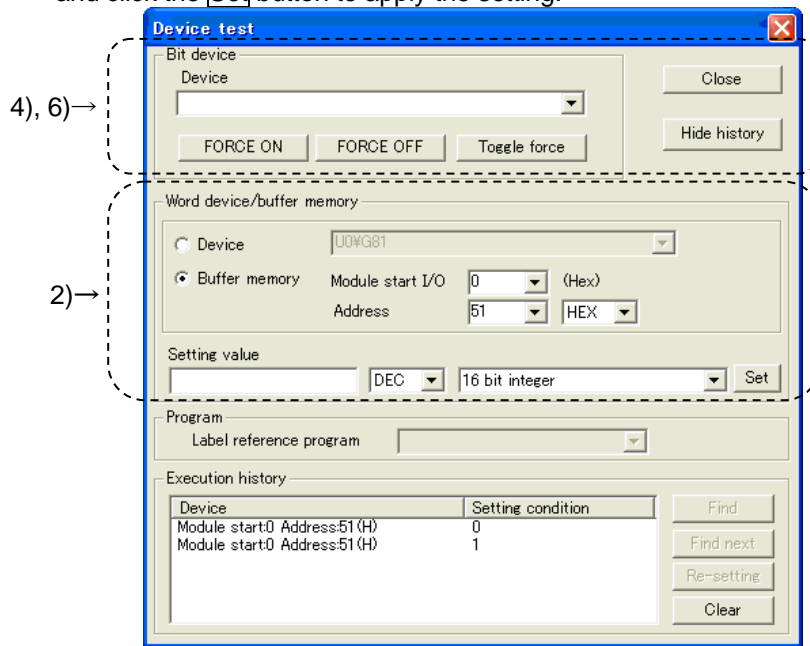 and click the Set button to apply the setting.
Device test
Bit device
Device
Close
4), 6)→
FORCE ON FORCE OFF Toggle force
Hide history
Word device/buffer memory
Device U0¥G81
Buffer memory Module start I/O 0 (Hex)
2)→
Address 51 HEX
Setting value
DEC 16 bit integer Set
Program
Label reference program
Execution history
Device Setting condition Find
Module start:0 Address:51(H) 0
Module start:0 Address:51(H) 1
Find next
Re-setting
Clear